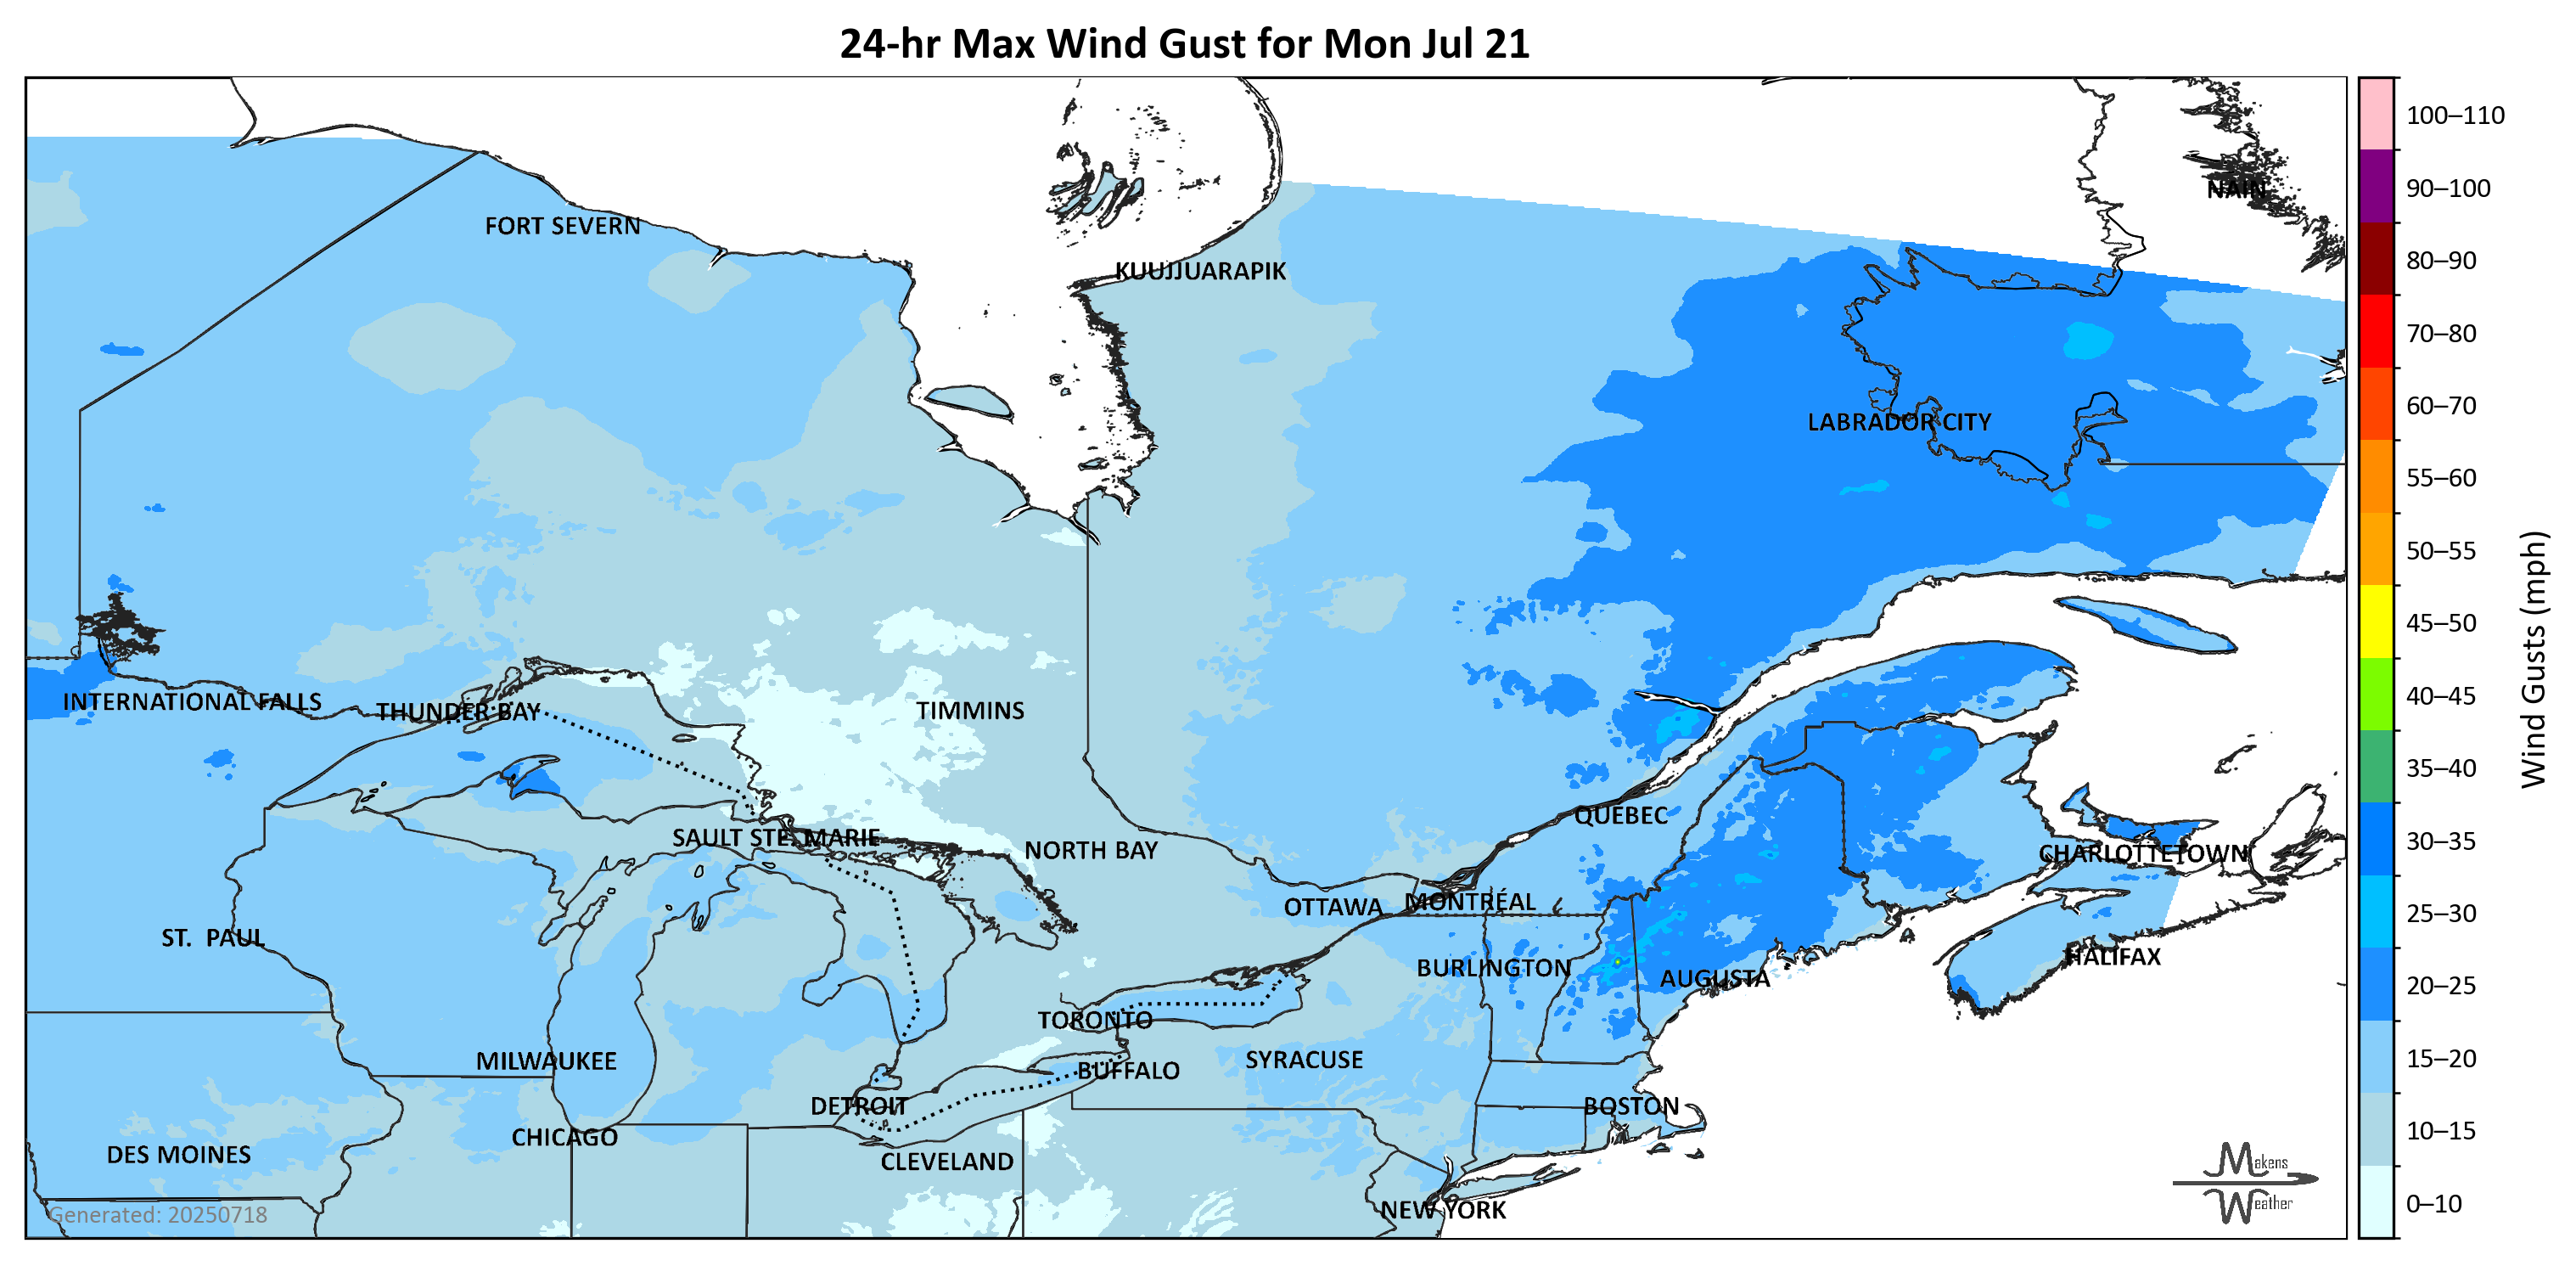 24-hr Max Wind Gust for Mon Jul 21
100–110
90–100
NAIN
FORT SEVERN
80–90
KUUJJUARAPIK
70–80
60–70
LABRADOR CITY
55–60
50–55
45–50
Wind Gusts (mph)
INTERNATIONAL FALLS
THUNDER BAY
TIMMINS
40–45
35–40
QUEBEC
SAULT STE. MARIE
NORTH BAY
CHARLOTTETOWN
30–35
OTTAWA
MONTRÉAL
25–30
ST. PAUL
HALIFAX
BURLINGTON
AUGUSTA
20–25
TORONTO
MILWAUKEE
SYRACUSE
15–20
BUFFALO
DETROIT
BOSTON
CHICAGO
10–15
DES MOINES
CLEVELAND
Makens
Weather
NEW YORK
0–10
Generated: 20250718